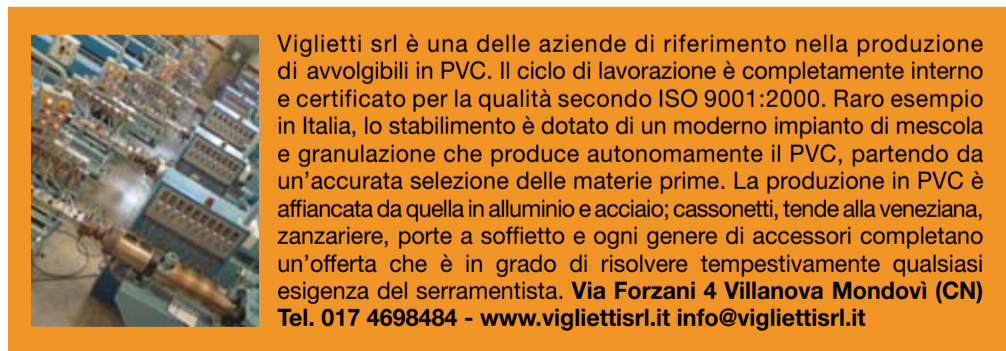 Viglietti srl è una delle aziende di riferimento nella produzione
di avvolgibili in PVC. Il ciclo di lavorazione è completamente interno
e certificato per la qualità secondo ISO 9001:2000. Raro esempio
in Italia, lo stabilimento è dotato di un moderno impianto di mescola
e granulazione che produce autonomamente il PVC, partendo da
un'accurata selezione delle materie prime. La produzione in PVC è
affiancata da quella in alluminio e acciaio; cassonetti, tende alla veneziana,
zanzariere, porte a soffietto e ogni genere di accessori completano
un'offerta che è in grado di risolvere tempestivamente qualsiasi
esigenza del serramentista. Via Forzani 4 Villanova Mondovì (CN)
Tel. 017 4698484 - www.vigliettisrl.it info@vigliettisrl.it